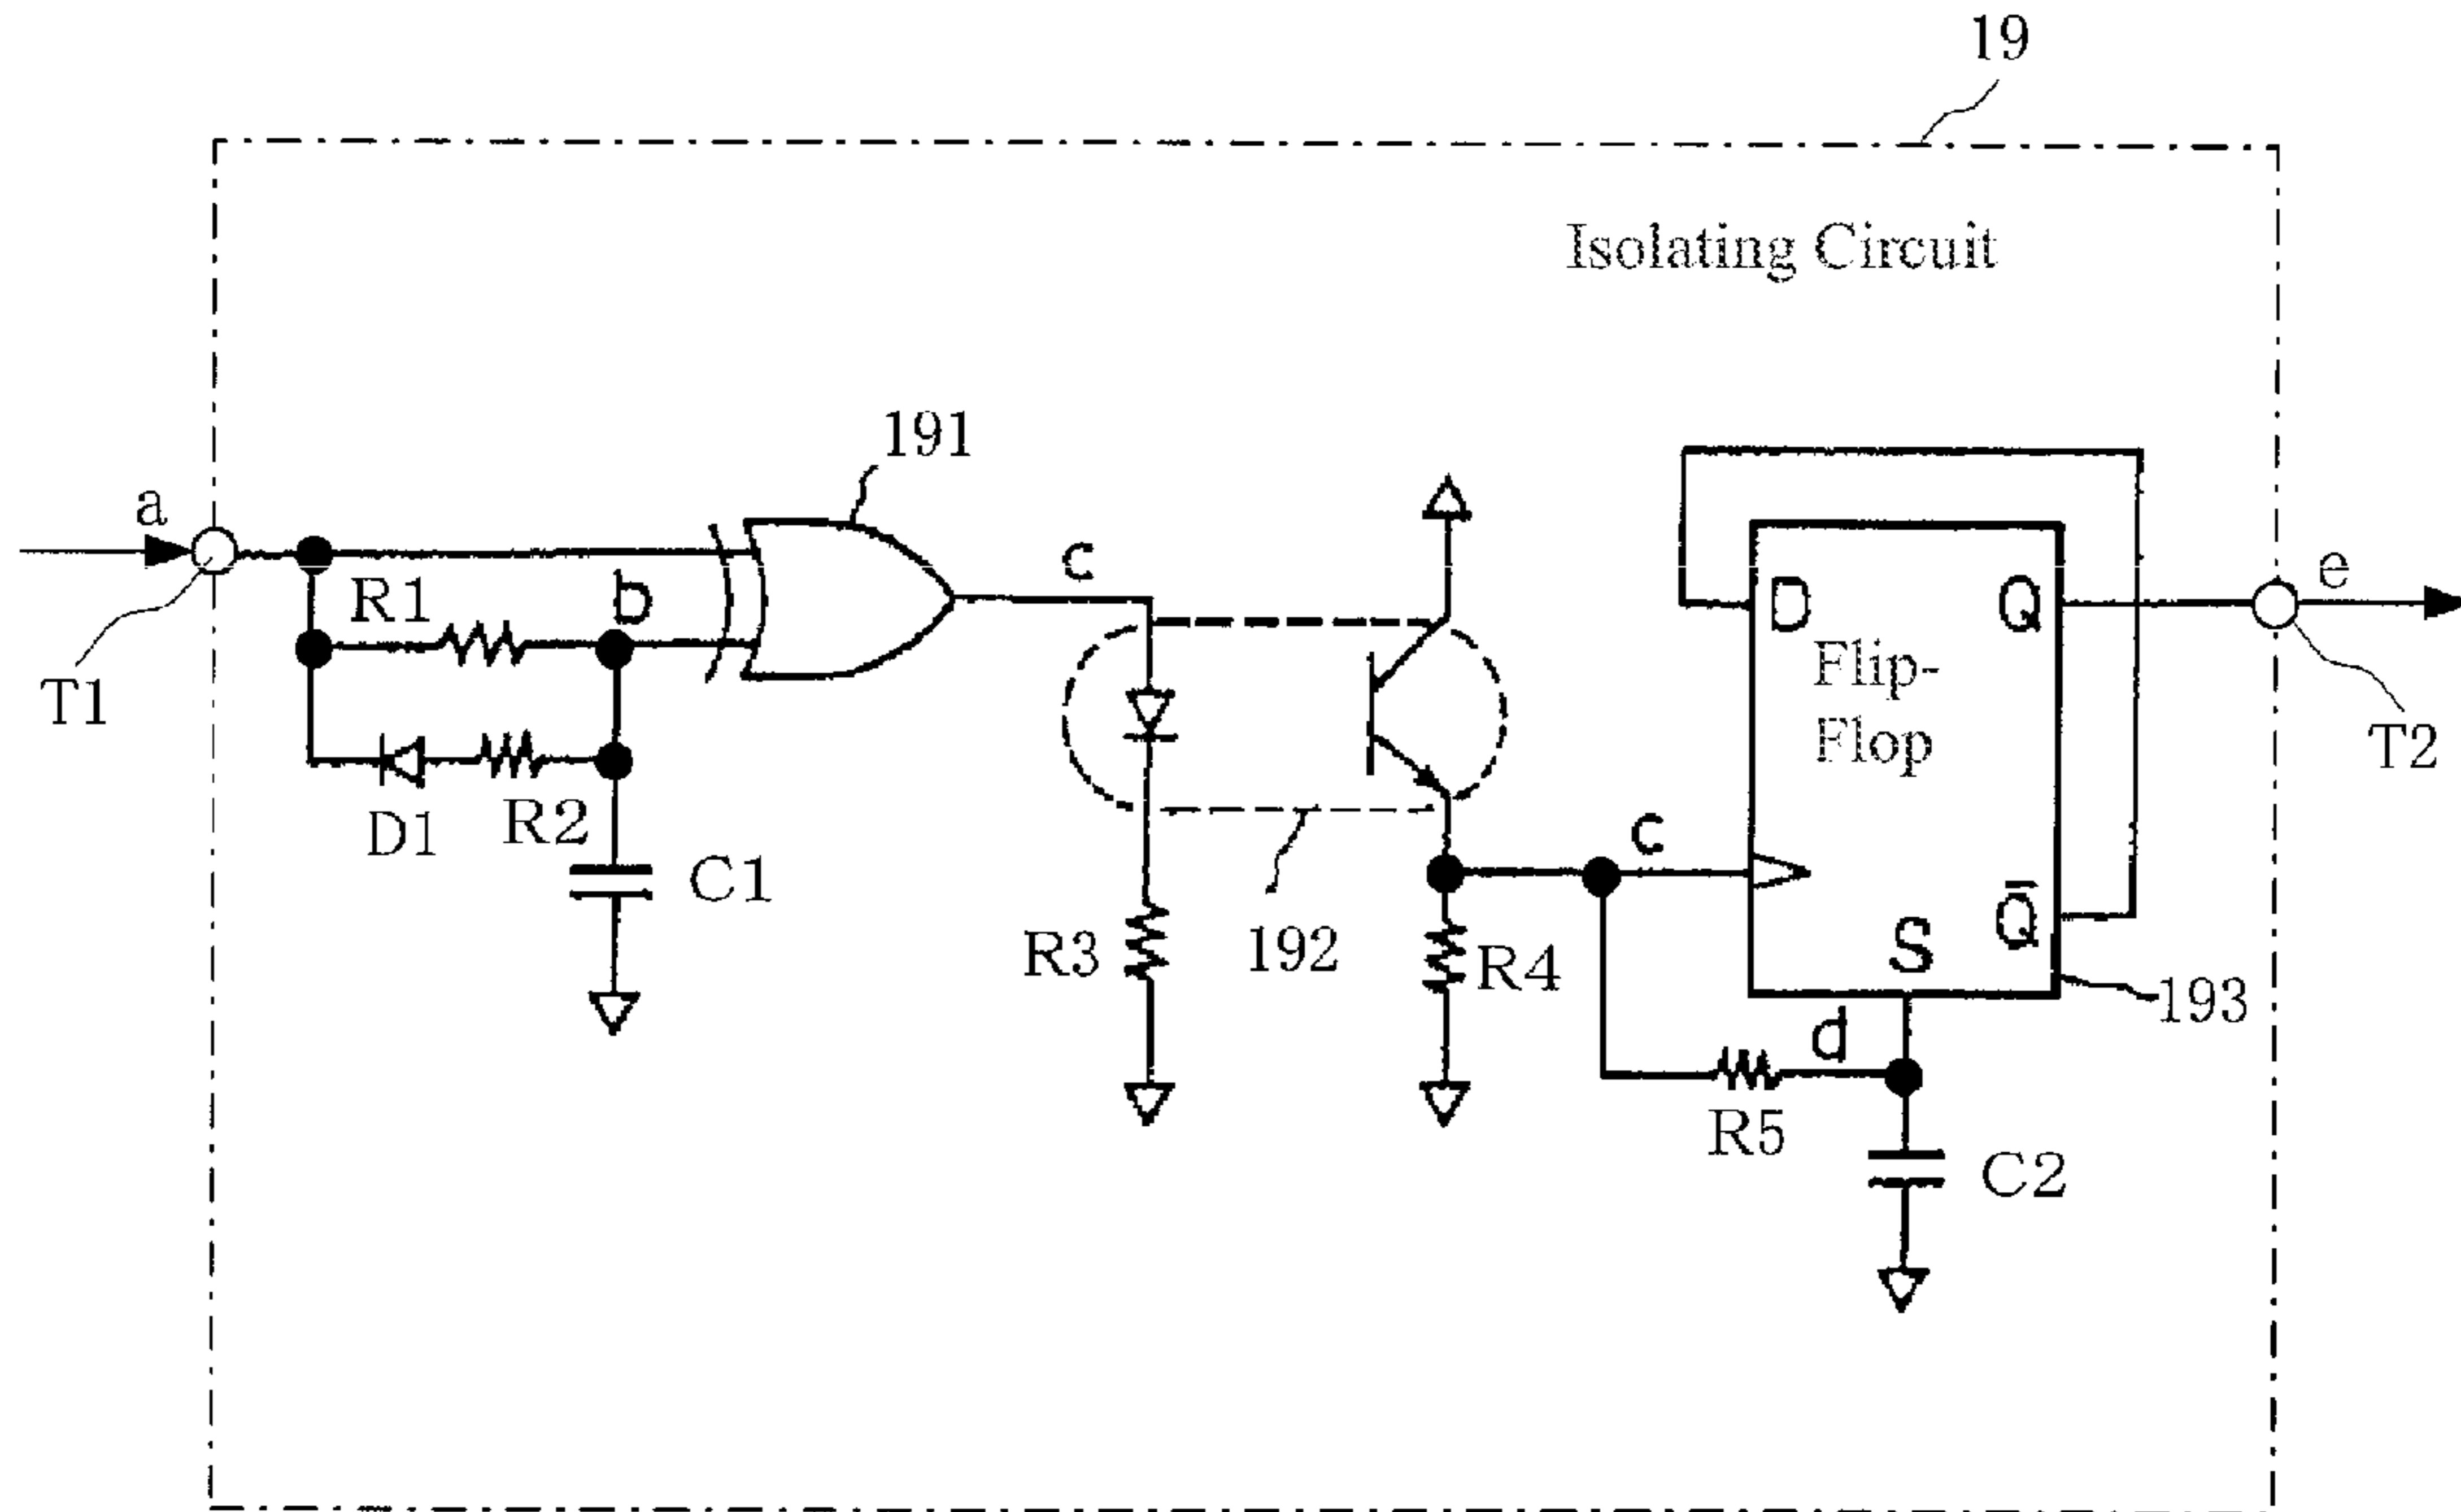 19
Isolating Circuit
191
a
c
R1
b
D
Q
e
T1
Flip-
Flop
T2
D1
R2
c
C1
R3
192
R4
S
Q̄
193
d
R5
C2